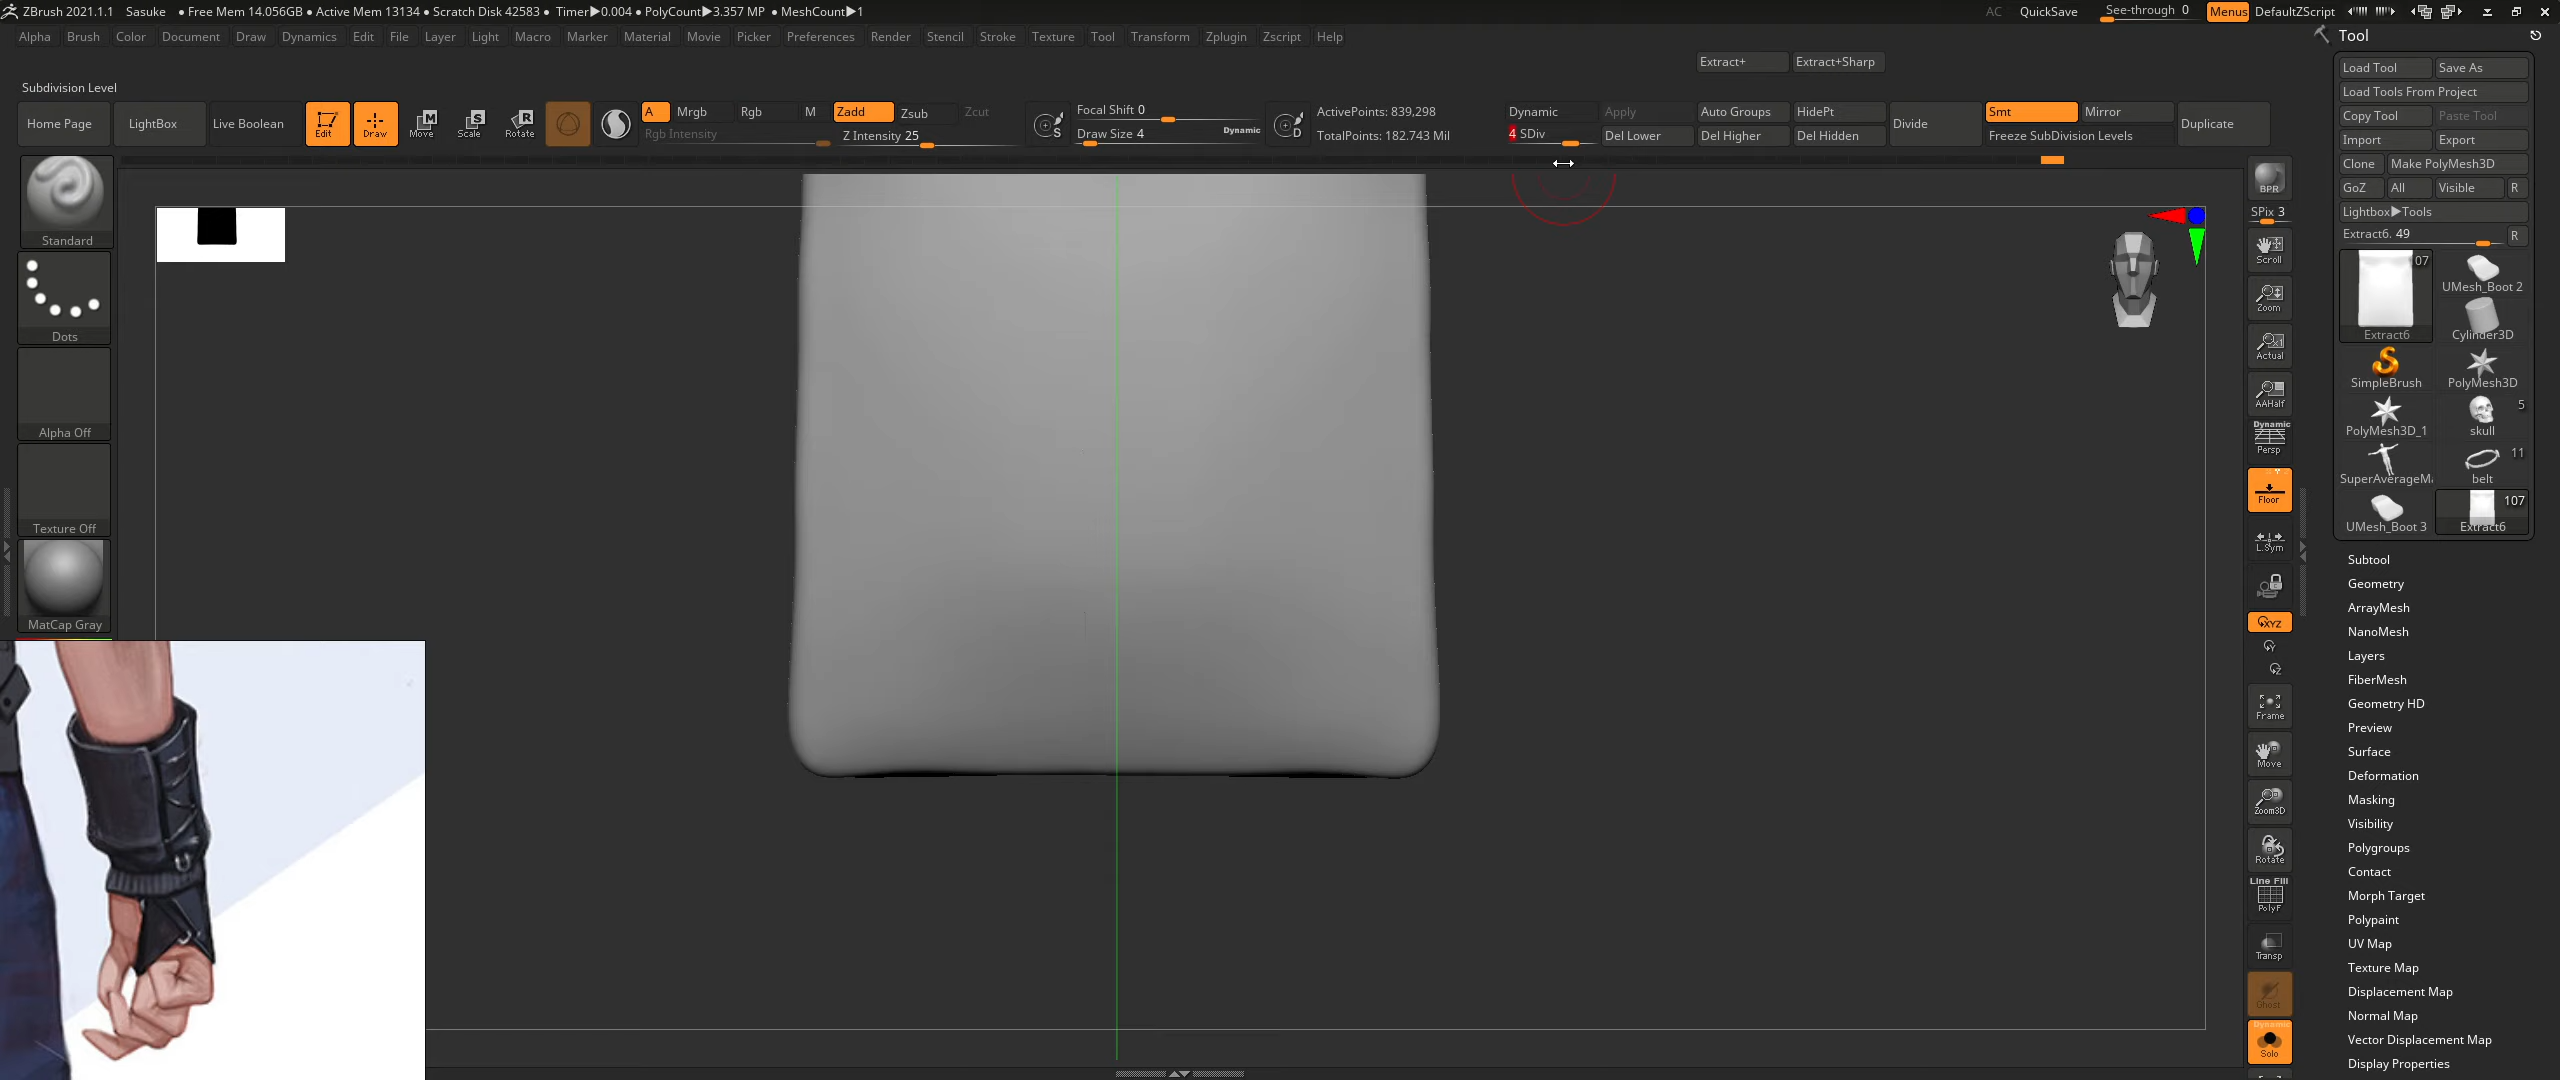 ZBrush 2021.1.1 Sasuke ● Free Mem 14.056GB ● Active Mem 13134 ● Scratch Disk 42583 ● Timer▶0.004 ● PolyCount▶3.357 MP ● MeshCount▶1 AC QuickSave See-through 0 Menus DefaultZScript
Alpha Brush Color Document Draw Dynamics Edit File Layer Light Macro Marker Material Movie Picker Preferences Render Stencil Stroke Texture Tool Transform Zplugin Zscript Help
Tool
Extract+ Extract+Sharp
Subdivision Level
Home Page LightBox Live Boolean Edit Draw Move Scale Rotate
A Mrgb Rgb M Zadd Zsub Zcut
Rgb Intensity Z Intensity 25
Focal Shift 0
Draw Size 4 Dynamic
ActivePoints: 839,298
TotalPoints: 182.743 Mil
Dynamic Apply Auto Groups HidePt Divide Smt Mirror Duplicate
4 SDiv Del Lower Del Higher Del Hidden Freeze SubDivision Levels
Standard
Dots
Alpha Off
Texture Off
MatCap Gray
BPR
SPix 3
Scroll
Zoom
Actual
AAHalf
Dynamic
Persp
Floor
L.Sym
XYZ
Frame
Move
Zoom3D
Rotate
Line Fill
PolyF
Transp
Ghost
Dynamic
Solo
Load Tool Save As
Load Tools From Project
Copy Tool Paste Tool
Import Export
Clone Make PolyMesh3D
GoZ All Visible R
Lightbox▶Tools
Extract6. 49 R
07
Extract6
UMesh_Boot 2
Cylinder3D
SimpleBrush PolyMesh3D
5
PolyMesh3D_1 skull
11
SuperAverageM belt
107
UMesh_Boot 3 Extract6
Subtool
Geometry
ArrayMesh
NanoMesh
Layers
FiberMesh
Geometry HD
Preview
Surface
Deformation
Masking
Visibility
Polygroups
Contact
Morph Target
Polypaint
UV Map
Texture Map
Displacement Map
Normal Map
Vector Displacement Map
Display Properties